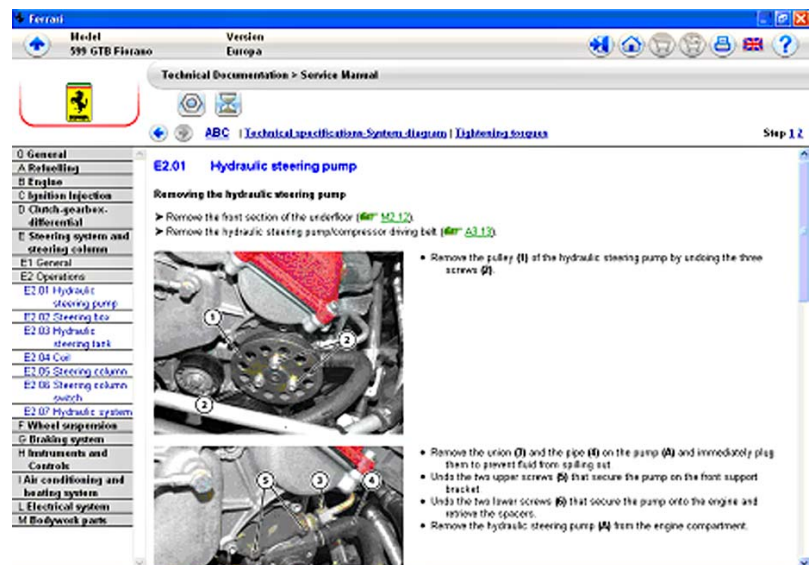 Ferrari
Model
Version
599 GTB Fiorano
Europa
Technical Documentation > Service Manual
ABC | Technical specifications-System diagram | Tightening torques
Step 1 2
0 General
A Refuelling
B Engine
C Ignition Injection
D Clutch-gearbox-
differential
E Steering system and
steering column
E1 General
E2 Operations
E2.01 Hydraulic
steering pump
E2.02 Steering box
E2.03 Hydraulic
steering tank
E2.04 Coil
E2.05 Steering column
E2.06 Steering column
switch
E2.07 Hydraulic system
F Wheel suspension
G Braking system
H Instruments and
Controls
I Air conditioning and
heating system
L Electrical system
M Bodywork parts
E2.01 Hydraulic steering pump
Removing the hydraulic steering pump
➤ Remove the front section of the underfloor (M2.12).
➤ Remove the hydraulic steering pump/compressor driving belt (A3.13).
1
2
2
• Remove the pulley (1) of the hydraulic steering pump by undoing the three
screws (2).
5
3
4
• Remove the union (3) and the pipe (4) on the pump (A) and immediately plug
them to prevent fluid from spilling out
• Undo the two upper screws (5) that secure the pump on the front support
bracket
• Undo the two lower screws (6) that secure the pump onto the engine and
retrieve the spacers.
• Remove the hydraulic steering pump (A) from the engine compartment.